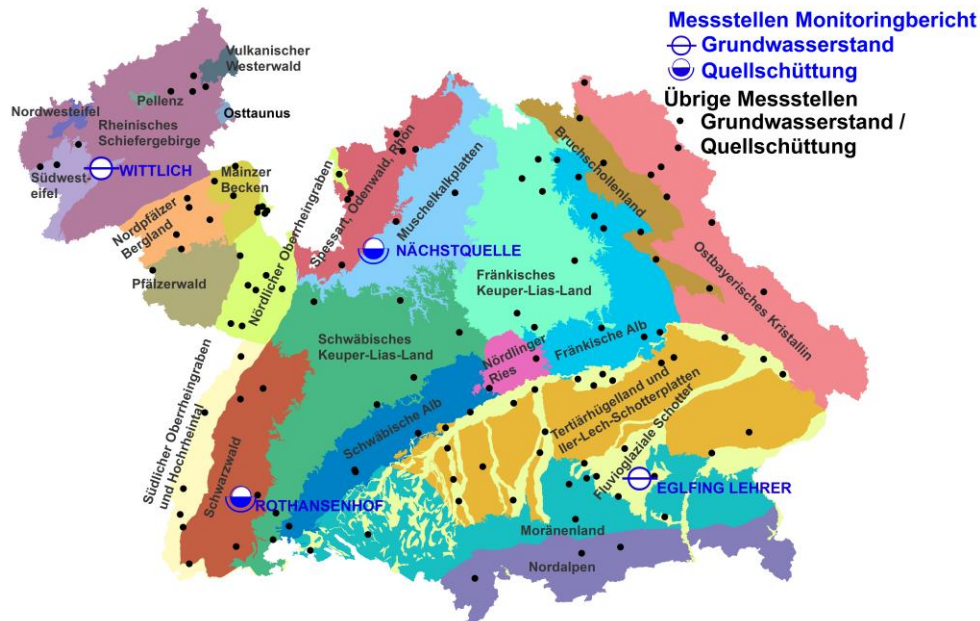 Messstellen Monitoringbericht
Grundwasserstand
Quellschüttung
Übrige Messstellen
Grundwasserstand /
Quellschüttung
Vulkanischer
Westerwald
Pellenz
Osttaunus
Nordwesteifel
Rheinisches
Schiefergebirge
Südwest-
eifel
WITTLICH
Mainzer
Becken
Nordpfälzer
Bergland
Pfälzerwald
Nördlicher Oberrheingraben
Spessart, Odenwald, Rhön
Muschelkalkplatten
NÄCHSTQUELLE
Bruchschollenland
Fränkisches
Keuper-Lias-Land
Ostbayerisches Kristallin
Schwäbisches
Keuper-Lias-Land
Nördlinger
Ries
Fränkische Alb
Schwäbische Alb
Tertiärhügelland und
Iller-Lech-Schotterplatten
Fluvioglaziale Schotter
Südlicher Oberrheingraben
und Hochrheintal
Schwarzwald
ROTHANSENHOF
EGLFING LEHRER
Moränenland
Nordalpen